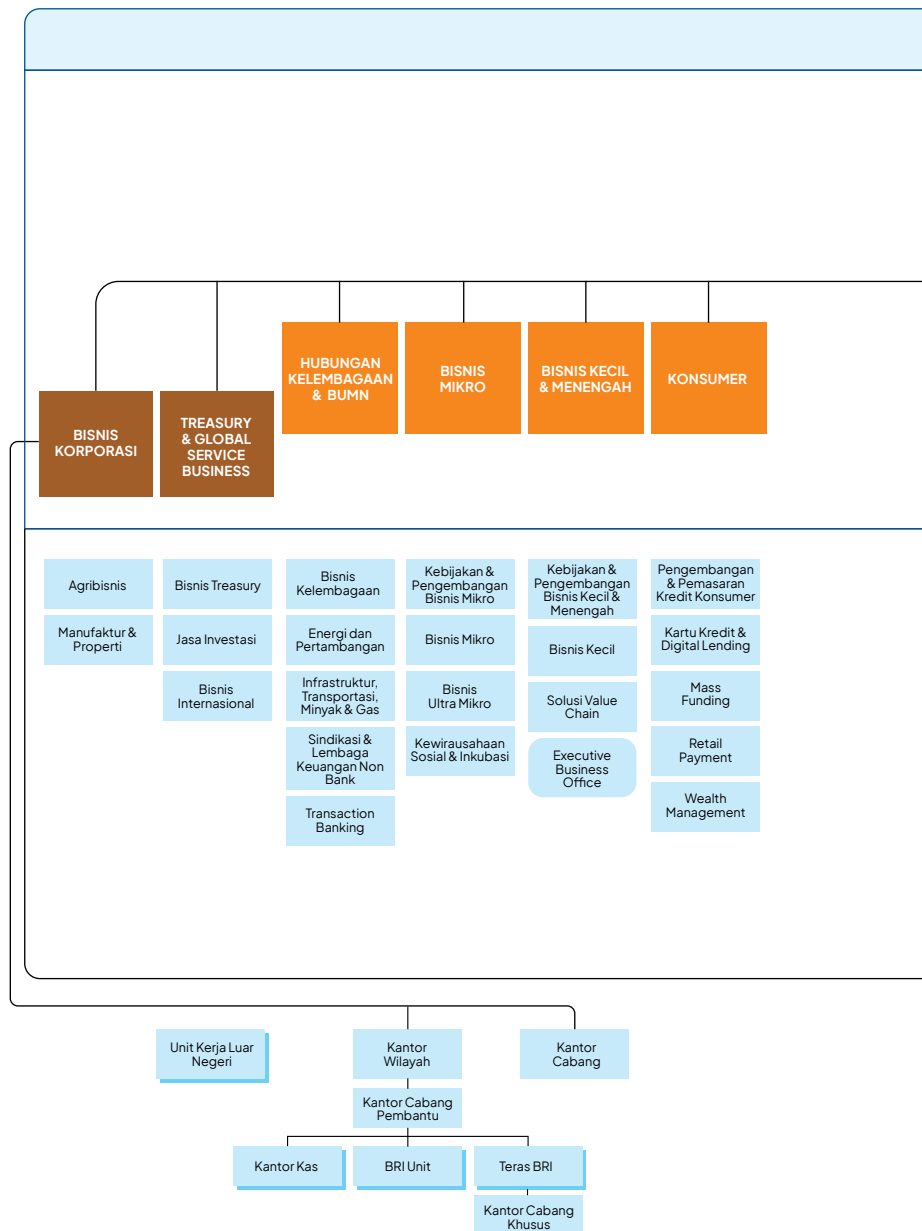 HUBUNGAN
KELEMBAGAAN
& BUMN
BISNIS
MIKRO
BISNIS KECIL
& MENENGAH
KONSUMER
BISNIS
KORPORASI
TREASURY
& GLOBAL
SERVICE
BUSINESS
Agribisnis
Manufaktur &
Properti
Bisnis Treasury
Jasa Investasi
Bisnis
Internasional
Bisnis
Kelembagaan
Energi dan
Pertambangan
Infrastruktur,
Transportasi,
Minyak & Gas
Sindikasi &
Lembaga
Keuangan Non
Bank
Transaction
Banking
Kebijakan &
Pengembangan
Bisnis Mikro
Bisnis Mikro
Bisnis
Ultra Mikro
Kewirausahaan
Sosial & Inkubasi
Kebijakan &
Pengembangan
Bisnis Kecil &
Menengah
Bisnis Kecil
Solusi Value
Chain
Executive
Business
Office
Pengembangan
& Pemasaran
Kredit Konsumer
Kartu Kredit &
Digital Lending
Mass
Funding
Retail
Payment
Wealth
Management
Unit Kerja Luar
Negeri
Kantor
Wilayah
Kantor
Cabang
Kantor Cabang
Pembantu
Kantor Kas
BRI Unit
Teras BRI
Kantor Cabang
Khusus